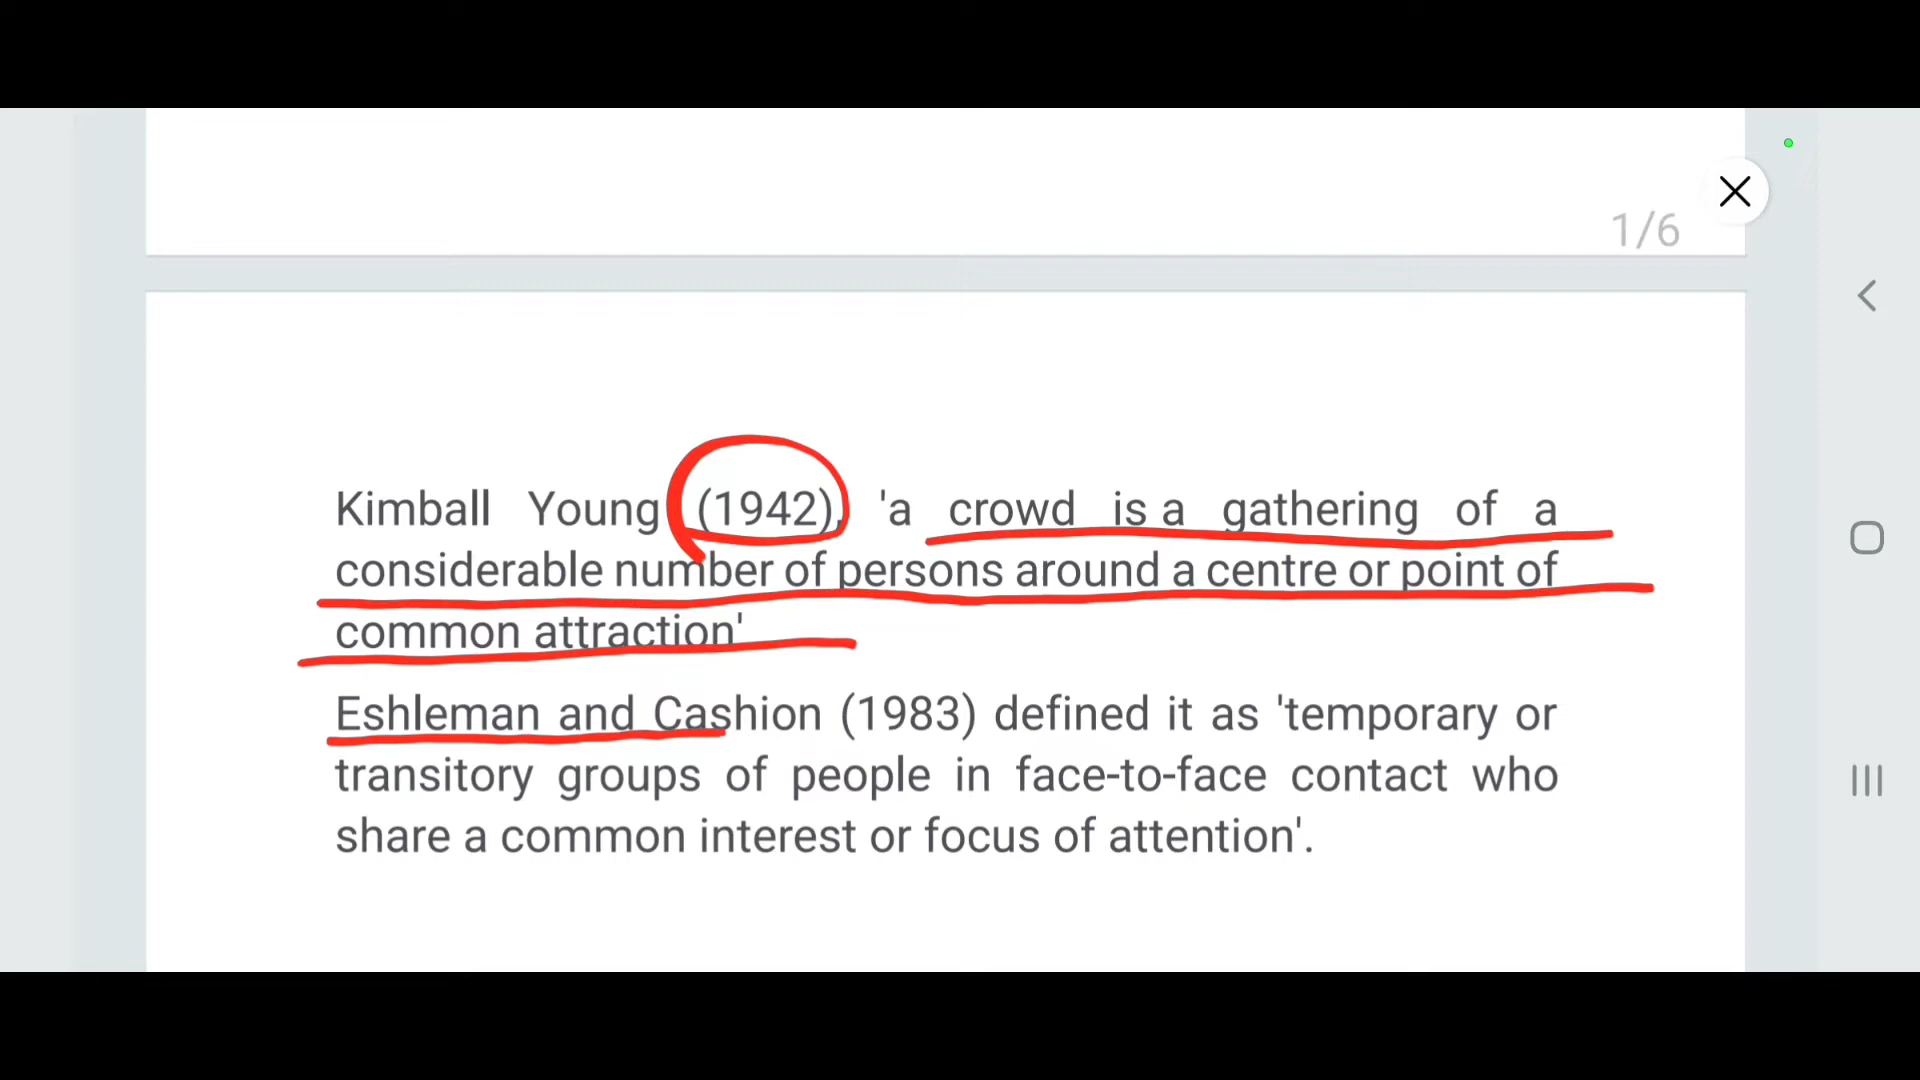 1/6
Kimball Young (1942), 'a crowd is a gathering of a
considerable number of persons around a centre or point of
common attraction'
Eshleman and Cashion (1983) defined it as 'temporary or
transitory groups of people in face-to-face contact who
share a common interest or focus of attention'.